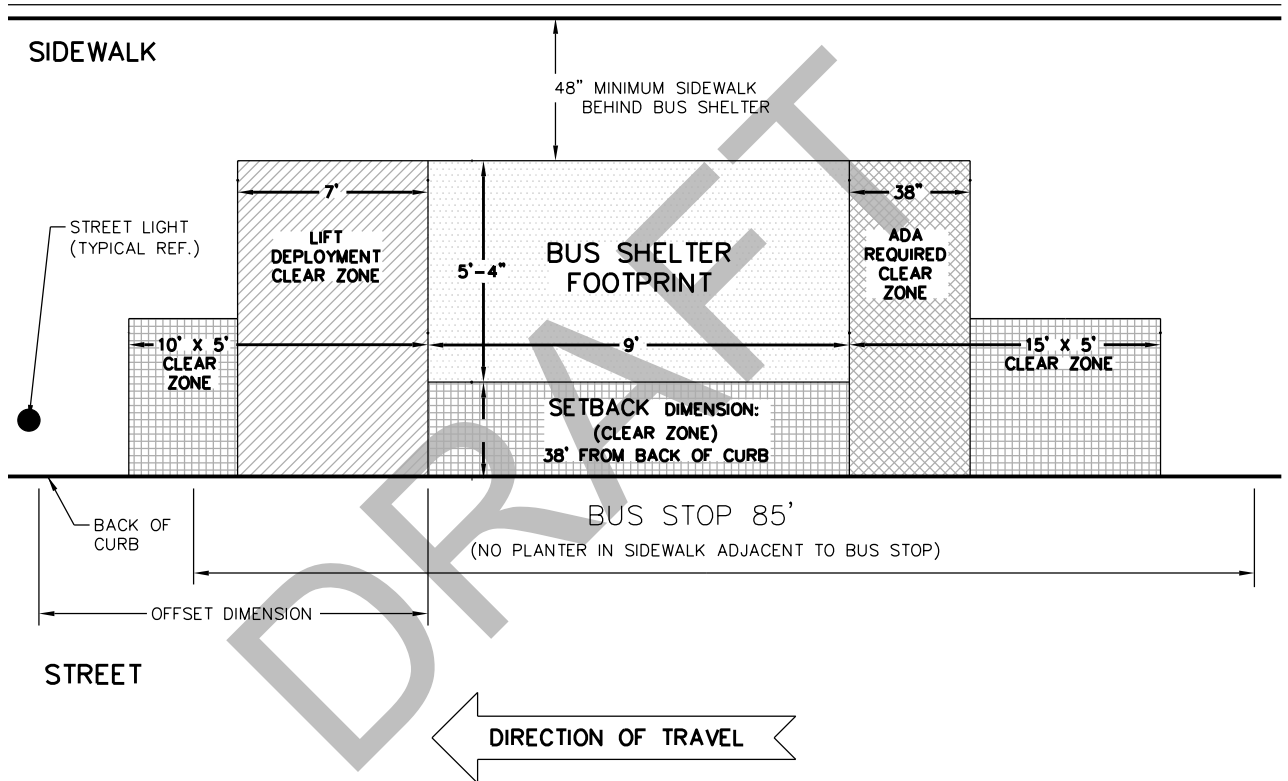 SIDEWALK
48" MINIMUM SIDEWALK
BEHIND BUS SHELTER
STREET LIGHT
(TYPICAL REF.)
7'
LIFT
DEPLOYMENT
CLEAR ZONE
5'-4"
BUS SHELTER
FOOTPRINT
38"
ADA
REQUIRED
CLEAR
ZONE
10' X 5'
CLEAR
ZONE
9'
15' X 5'
CLEAR ZONE
SETBACK DIMENSION:
(CLEAR ZONE)
38' FROM BACK OF CURB
BACK OF
CURB
BUS STOP 85'
(NO PLANTER IN SIDEWALK ADJACENT TO BUS STOP)
OFFSET DIMENSION
STREET
DIRECTION OF TRAVEL
DRAFT